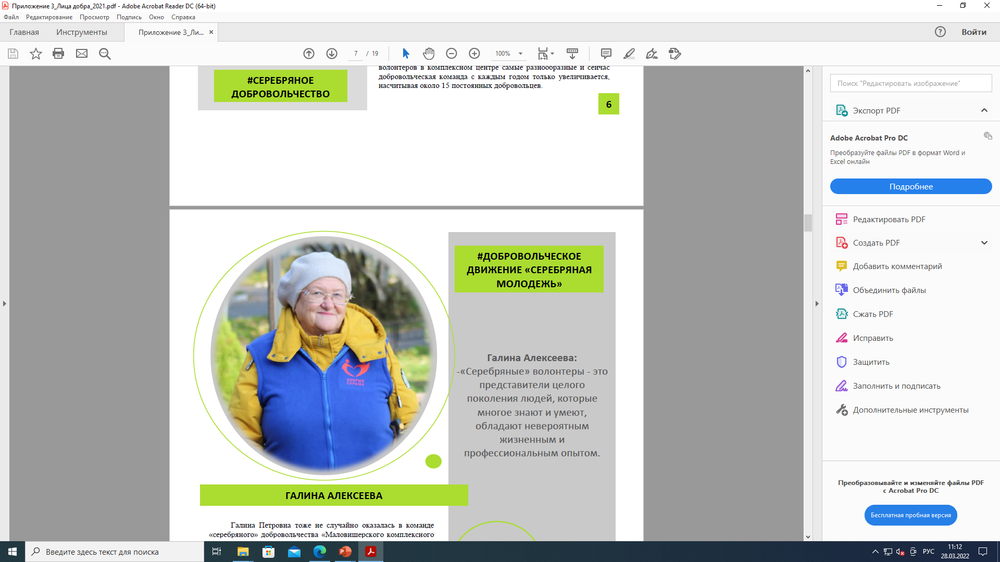 Приложение 3_Лица добра_2021.pdf - Adobe Acrobat Reader DC (64-bit)
Файл Редактирование Просмотр Подпись Окно Справка
Главная Инструменты Приложение 3_Ли... Войти
7 / 19 100%
волонтеров в комплексном центре самые разнообразные и сейчас
добровольческая команда с каждым годом только увеличивается,
насчитывая около 15 постоянных добровольцев.
#СЕРЕБРЯНОЕ
ДОБРОВОЛЬЧЕСТВО
6
#ДОБРОВОЛЬЧЕСКОЕ
ДВИЖЕНИЕ «СЕРЕБРЯНАЯ
МОЛОДЕЖЬ»
ДОБРЫЕ
СЕРДЦА
Галина Алексеева:
-«Серебряные» волонтеры - это
представители целого
поколения людей, которые
многое знают и умеют,
обладают невероятным
жизненным и
профессиональным опытом.
ГАЛИНА АЛЕКСЕЕВА
Галина Петровна тоже не случайно оказалась в команде
«серебряного» добровольчества «Маловишерского комплексного
Поиск "Редактировать изображение"
Экспорт PDF
Adobe Acrobat Pro DC
Преобразуйте файлы PDF в формат Word и
Excel онлайн
Подробнее
Редактировать PDF
Создать PDF
Добавить комментарий
Объединить файлы
Сжать PDF
Исправить
Защитить
Заполнить и подписать
Дополнительные инструменты
Преобразовывайте и изменяйте файлы PDF
с Acrobat Pro DC
Бесплатная пробная версия
Введите здесь текст для поиска
РУС
11:12
28.03.2022